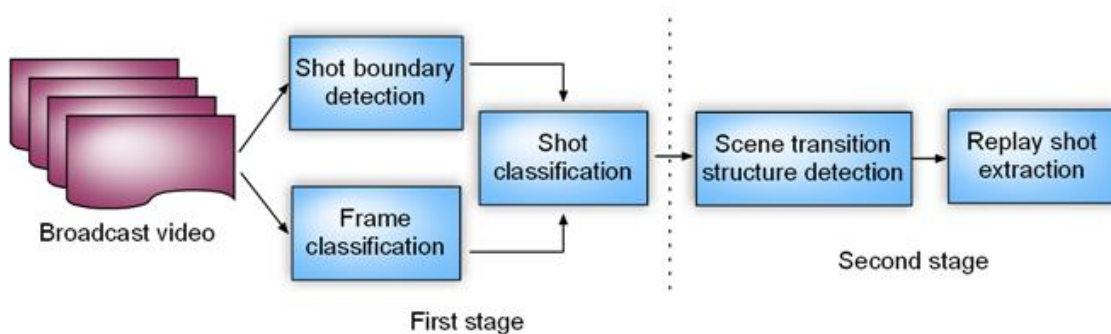 Broadcast video
Shot boundary
detection
Frame
classification
Shot
classification
First stage
Scene transition
structure detection
Replay shot
extraction
Second stage